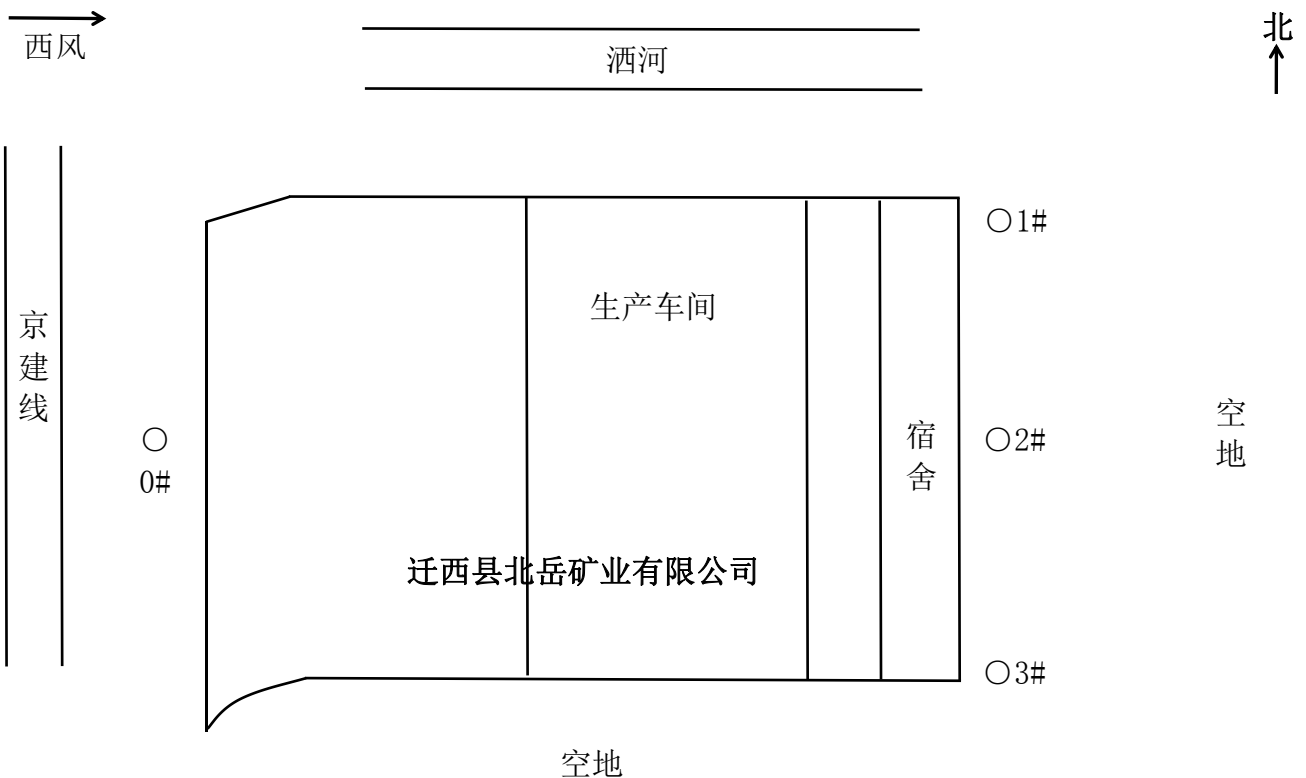 西风
洒河
北
○1#
生产车间
京建线
○
0#
宿舍
○2#
空地
迁西县北岳矿业有限公司
○3#
空地